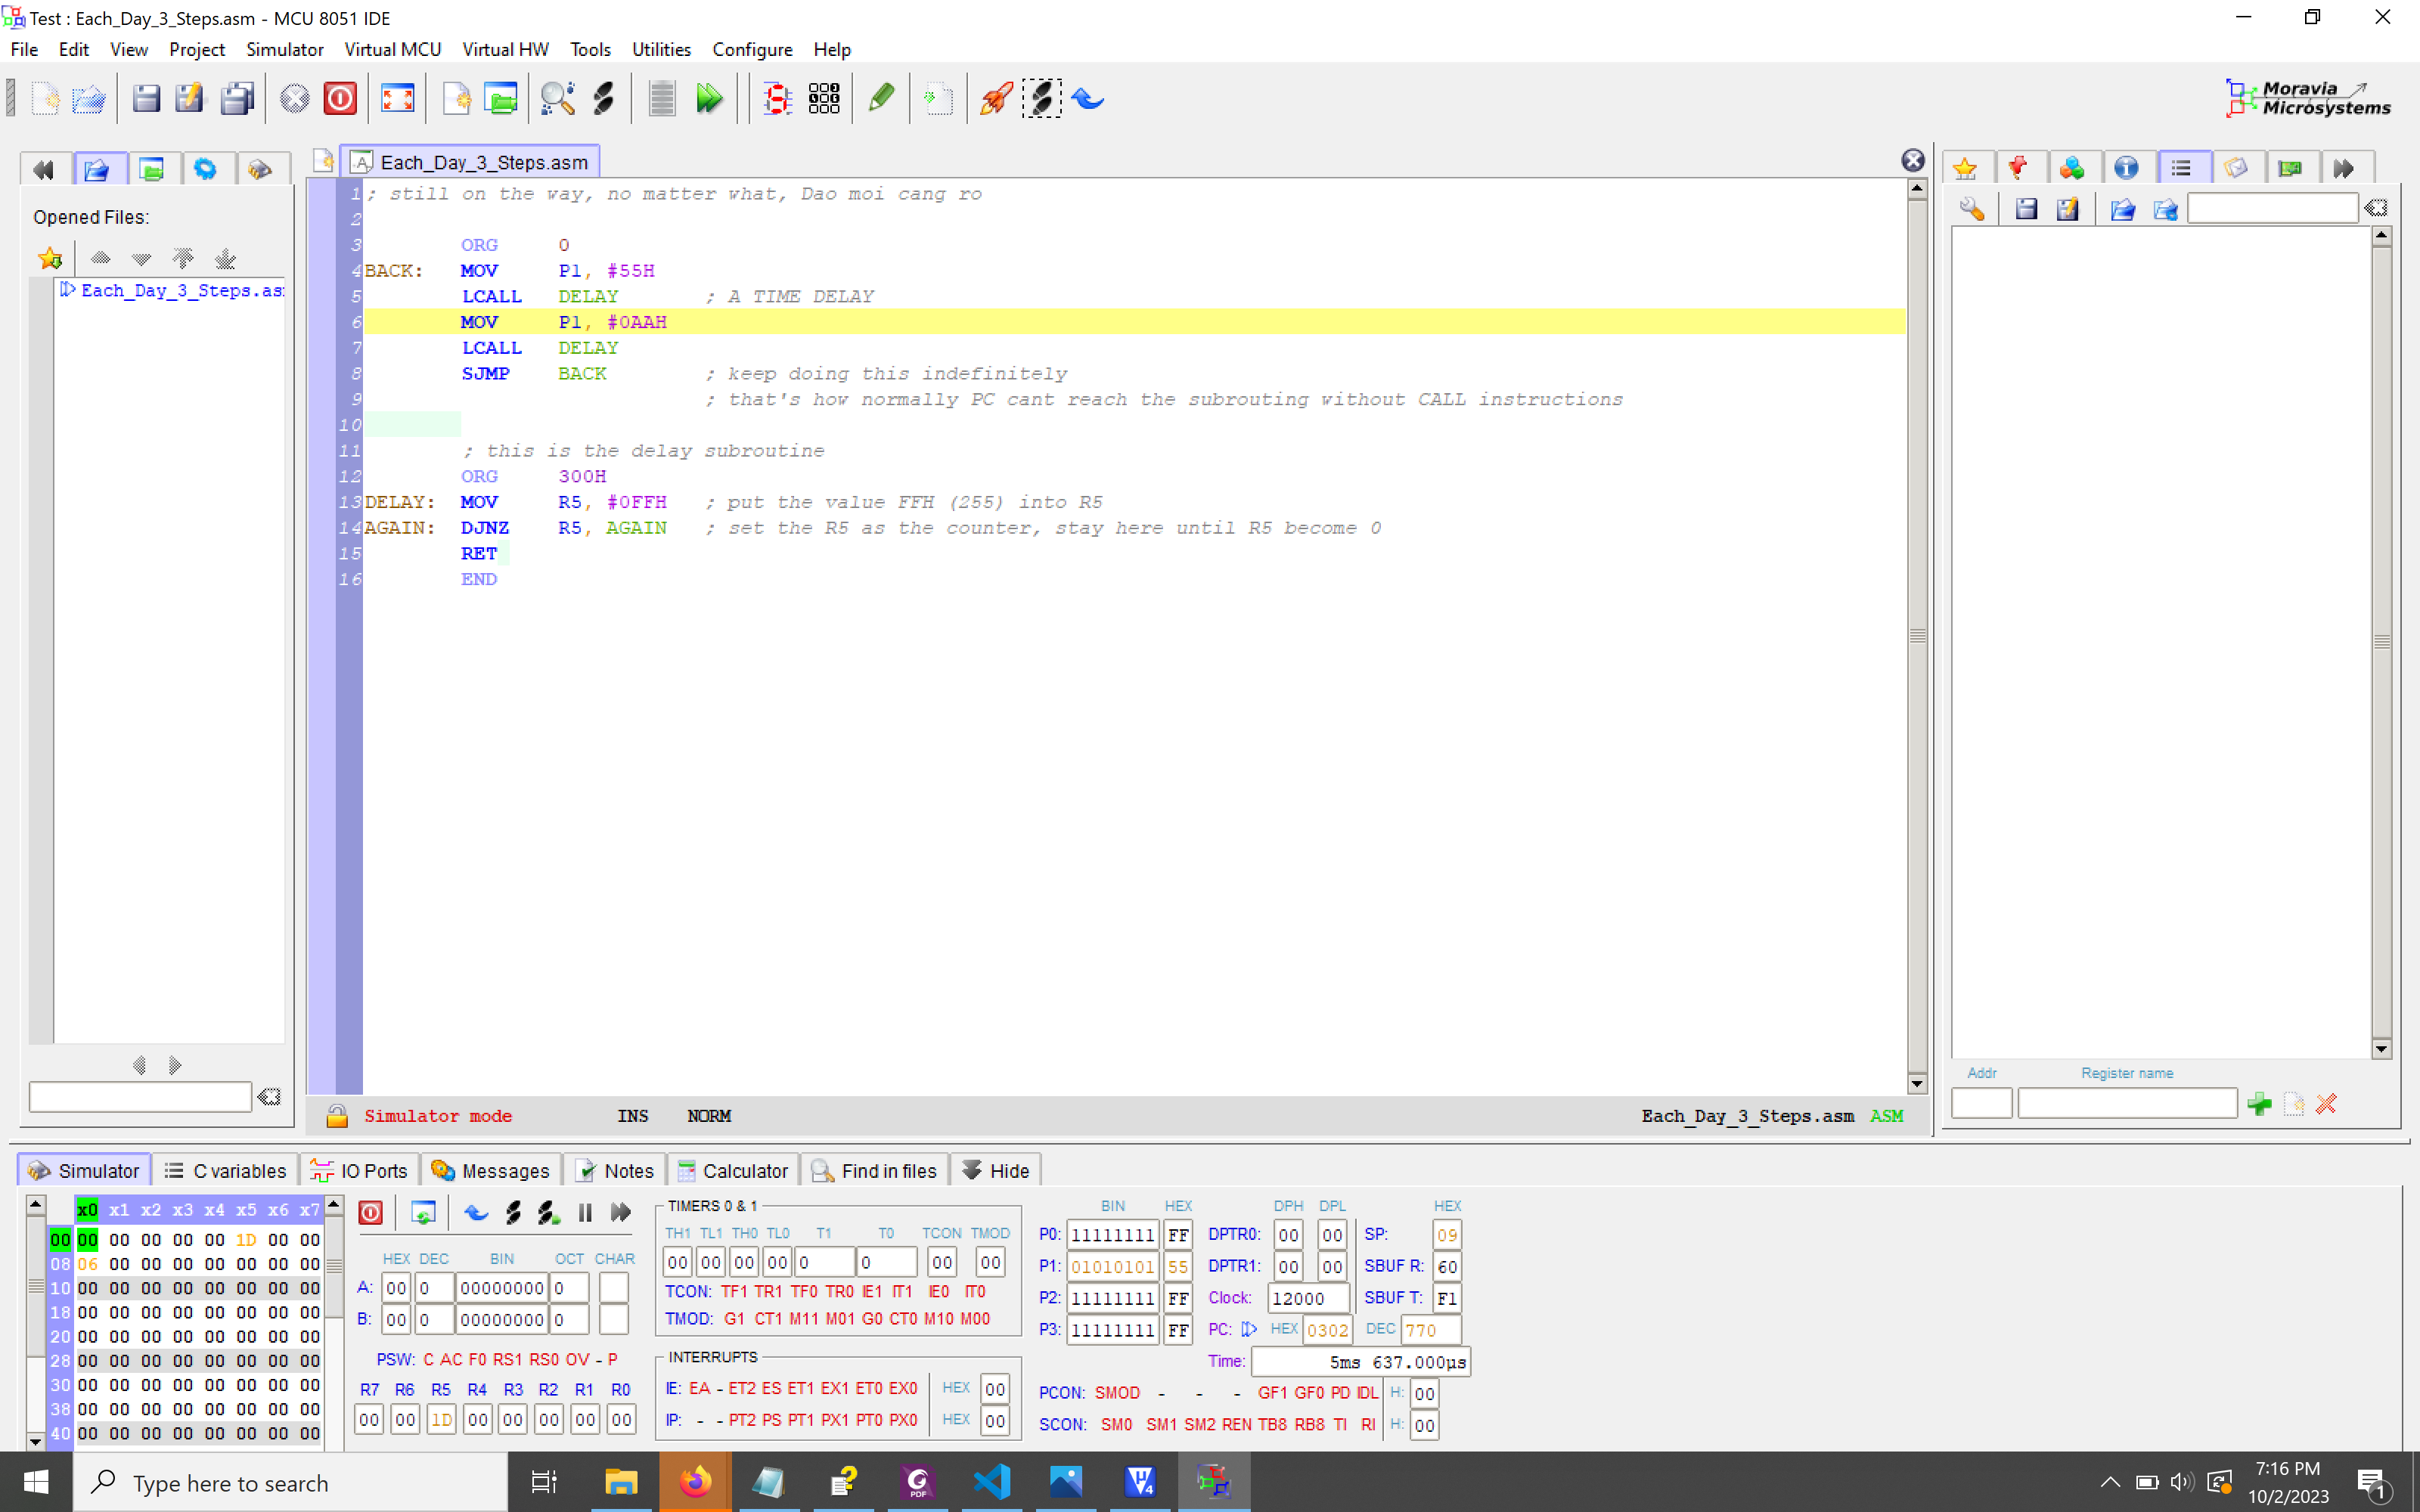 Test : Each_Day_3_Steps.asm - MCU 8051 IDE
File Edit View Project Simulator Virtual MCU Virtual HW Tools Utilities Configure Help
Moravia
Microsystems
Each_Day_3_Steps.asm
Opened Files:
Each_Day_3_Steps.as
1 ; still on the way, no matter what, Dao moi cang ro
2
3 ORG 0
4 BACK: MOV P1, #55H
5 LCALL DELAY ; A TIME DELAY
6 MOV P1, #0AAH
7 LCALL DELAY
8 SJMP BACK ; keep doing this indefinitely
9 ; that's how normally PC cant reach the subrouting without CALL instructions
10
11 ; this is the delay subroutine
12 ORG 300H
13 DELAY: MOV R5, #0FFH ; put the value FFH (255) into R5
14 AGAIN: DJNZ R5, AGAIN ; set the R5 as the counter, stay here until R5 become 0
15 RET
16 END
Addr Register name
Simulator mode INS NORM Each_Day_3_Steps.asm ASM
Simulator C variables IO Ports Messages Notes Calculator Find in files Hide
x0 x1 x2 x3 x4 x5 x6 x7
00 00 00 00 00 00 1D 00 00
08 06 00 00 00 00 00 00 00
10 00 00 00 00 00 00 00 00
18 00 00 00 00 00 00 00 00
20 00 00 00 00 00 00 00 00
28 00 00 00 00 00 00 00 00
30 00 00 00 00 00 00 00 00
38 00 00 00 00 00 00 00 00
40 00 00 00 00 00 00 00 00
HEX DEC BIN OCT CHAR
A: 00 0 00000000 0
B: 00 0 00000000 0
PSW: C AC F0 RS1 RS0 OV - P
R7 R6 R5 R4 R3 R2 R1 R0
00 00 1D 00 00 00 00 00
TIMERS 0 & 1
TH1 TL1 TH0 TL0 T1 T0 TCON TMOD
00 00 00 00 0 0 00 00
TCON: TF1 TR1 TF0 TR0 IE1 IT1 IE0 IT0
TMOD: G1 CT1 M11 M01 G0 CT0 M10 M00
INTERRUPTS
IE: EA - ET2 ES ET1 EX1 ET0 EX0 HEX 00
IP: - - PT2 PS PT1 PX1 PT0 PX0 HEX 00
BIN HEX DPH DPL HEX
P0: 11111111 FF DPTR0: 00 00 SP: 09
P1: 01010101 55 DPTR1: 00 00 SBUF R: 60
P2: 11111111 FF Clock: 12000 SBUF T: F1
P3: 11111111 FF PC: HEX 0302 DEC 770
Time: 5ms 637.000µs
PCON: SMOD - - - GF1 GF0 PD IDL H: 00
SCON: SM0 SM1 SM2 REN TB8 RB8 TI RI H: 00
Type here to search
PDF
4
7:16 PM
10/2/2023
1